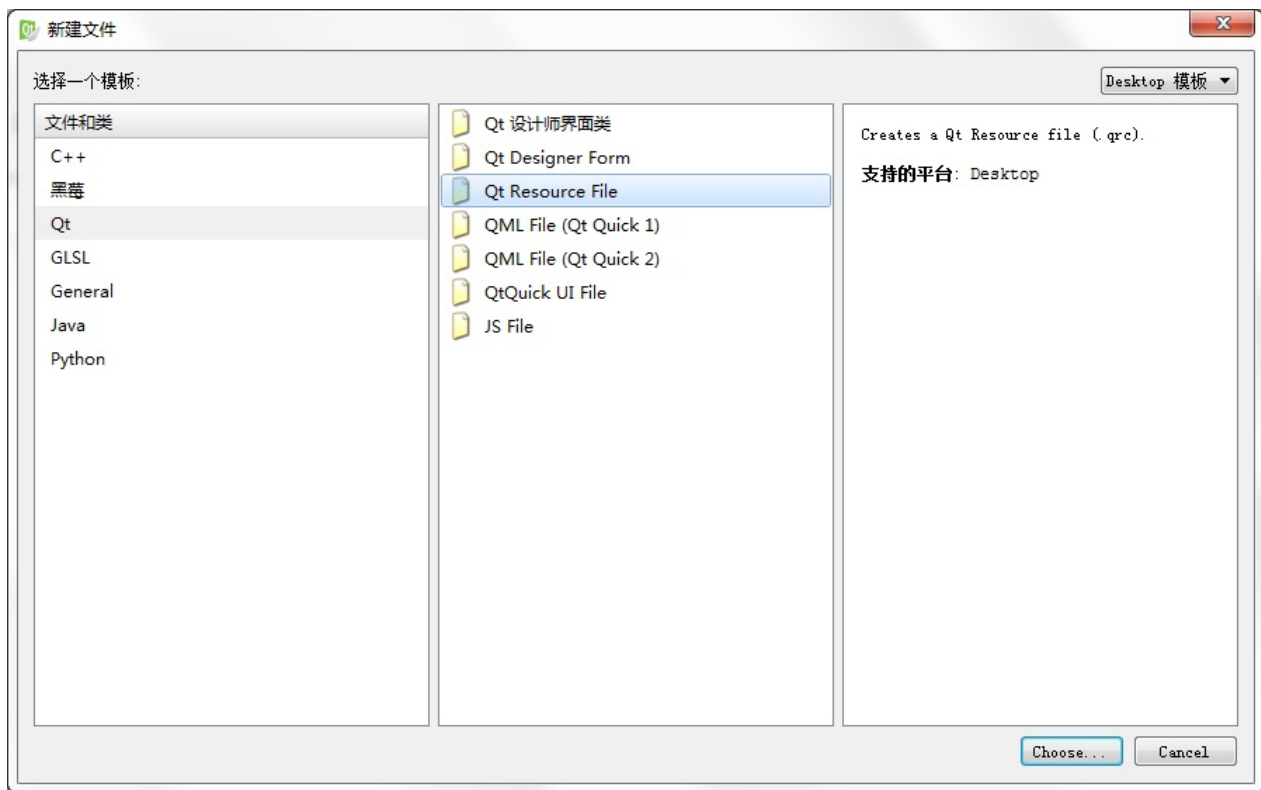 新建文件
选择一个模板:
Desktop 模板
文件和类
C++
黑莓
Qt
GLSL
General
Java
Python
Qt 设计师界面类
Qt Designer Form
Qt Resource File
QML File (Qt Quick 1)
QML File (Qt Quick 2)
QtQuick UI File
JS File
Creates a Qt Resource file (.qrc).
支持的平台: Desktop
Choose...
Cancel